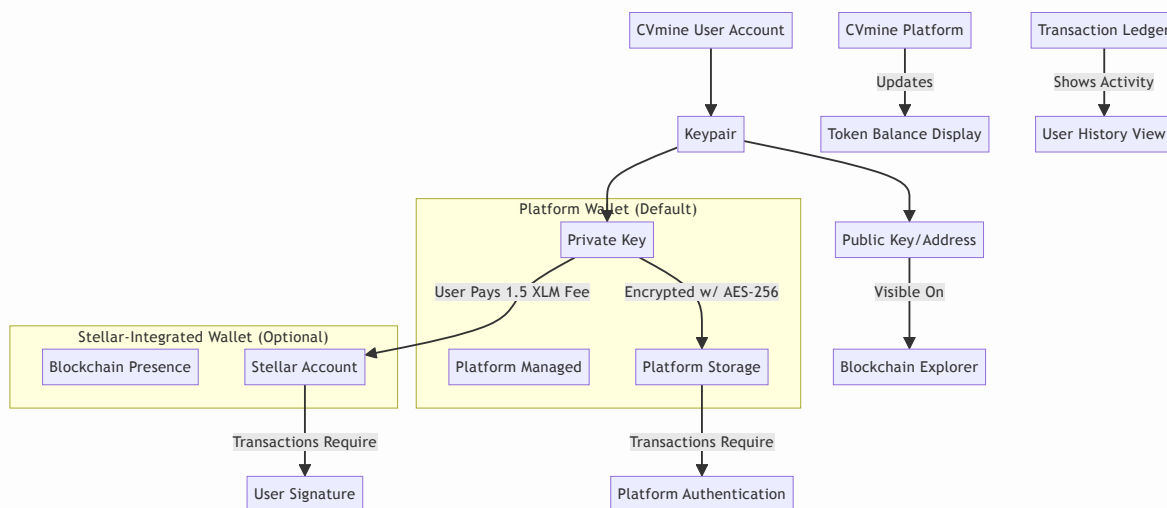 CVmine User Account
CVmine Platform
Transaction Ledger
Updates
Shows Activity
Keypair
Token Balance Display
User History View
Platform Wallet (Default)
Private Key
Public Key/Address
User Pays 1.5 XLM Fee
Encrypted w/ AES-256
Visible On
Stellar-Integrated Wallet (Optional)
Blockchain Presence
Stellar Account
Platform Managed
Platform Storage
Blockchain Explorer
Transactions Require
Transactions Require
User Signature
Platform Authentication